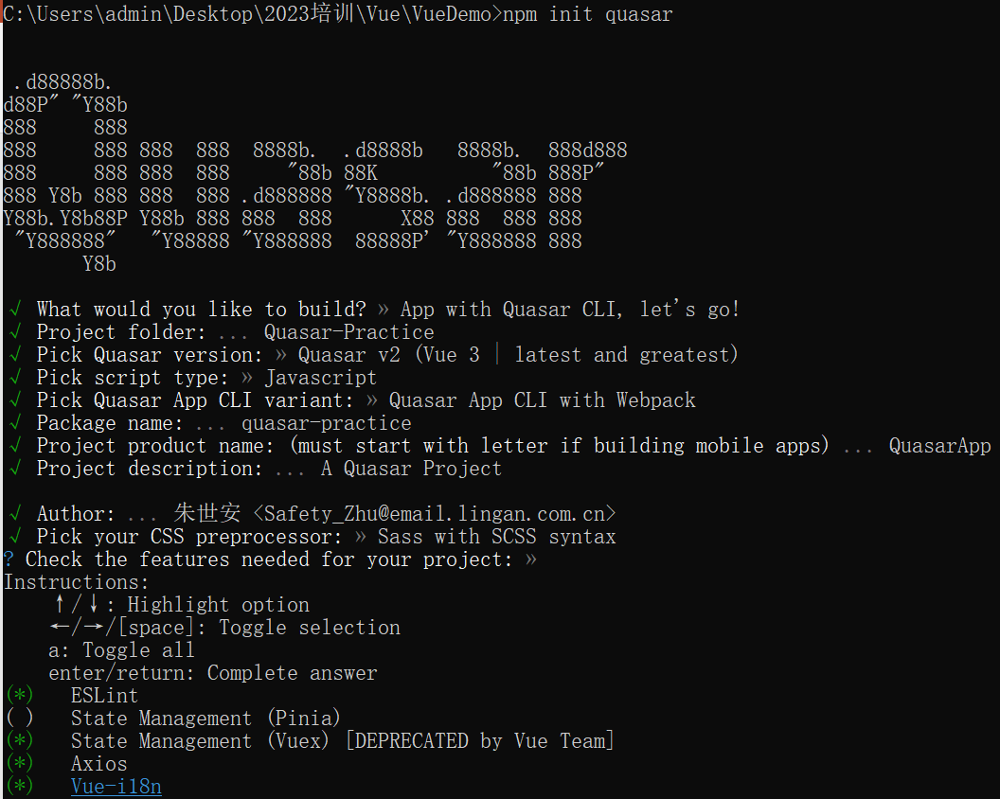 C:\Users\admin\Desktop\2023培训\Vue\VueDemo>npm init quasar
 .d88888b.
d88P" "Y88b
888     888
888     888 888  888  8888b.  .d8888b   8888b.  888d888
888     888 888  888     "88b 88K          "88b 888P"
888 Y8b 888 888  888 .d888888 "Y8888b. .d888888 888
Y88b.Y8b88P Y88b 888 888  888      X88 888  888 888
 "Y888888"   "Y88888 "Y888888  88888P' "Y888888 888
       Y8b
√ What would you like to build? » App with Quasar CLI, let's go!
√ Project folder: ... Quasar-Practice
√ Pick Quasar version: » Quasar v2 (Vue 3 | latest and greatest)
√ Pick script type: » Javascript
√ Pick Quasar App CLI variant: » Quasar App CLI with Webpack
√ Package name: ... quasar-practice
√ Project product name: (must start with letter if building mobile apps) ... QuasarApp
√ Project description: ... A Quasar Project
√ Author: ... 朱世安 <Safety_Zhu@email.lingan.com.cn>
√ Pick your CSS preprocessor: » Sass with SCSS syntax
? Check the features needed for your project: »
Instructions:
    ↑/↓: Highlight option
    ←/→/[space]: Toggle selection
    a: Toggle all
    enter/return: Complete answer
(*)   ESLint
( )   State Management (Pinia)
(*)   State Management (Vuex) [DEPRECATED by Vue Team]
(*)   Axios
(*)   Vue-i18n